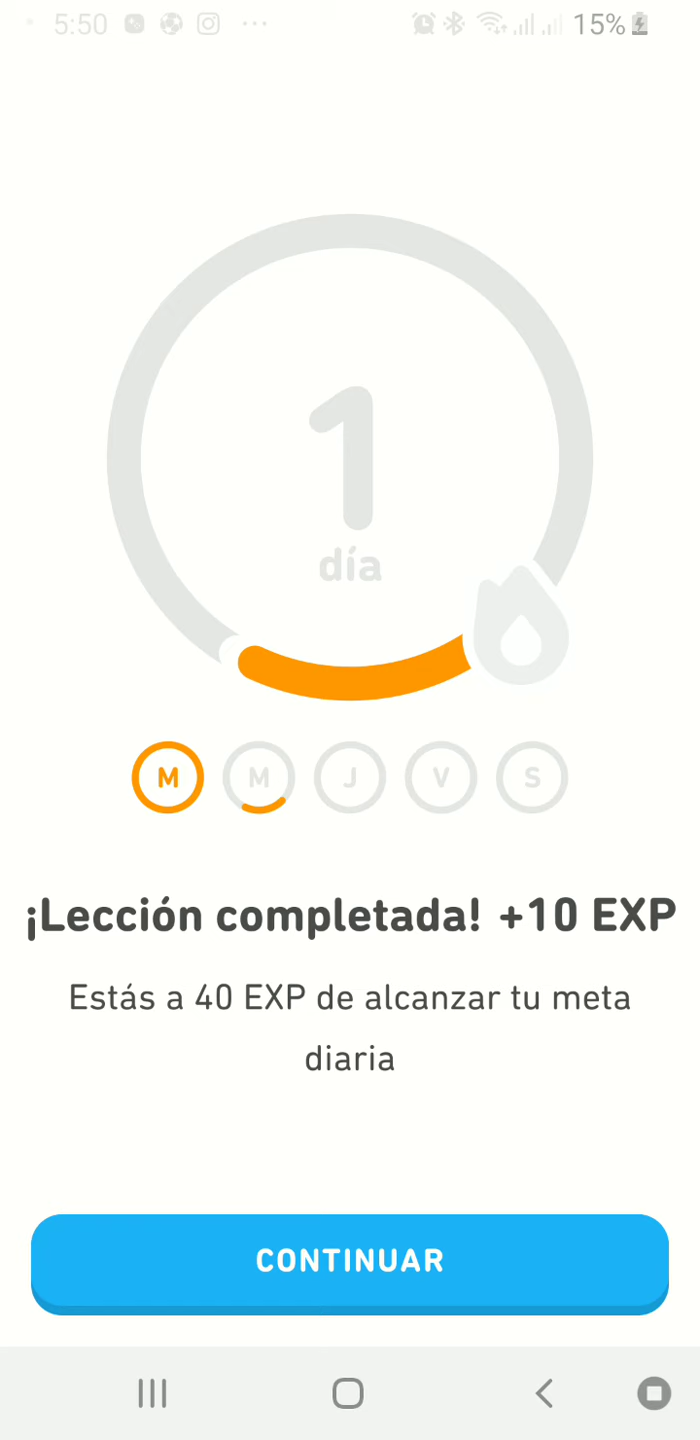 5:50 15%
1
día
M M J V S
¡Lección completada! +10 EXP
Estás a 40 EXP de alcanzar tu meta
diaria
CONTINUAR